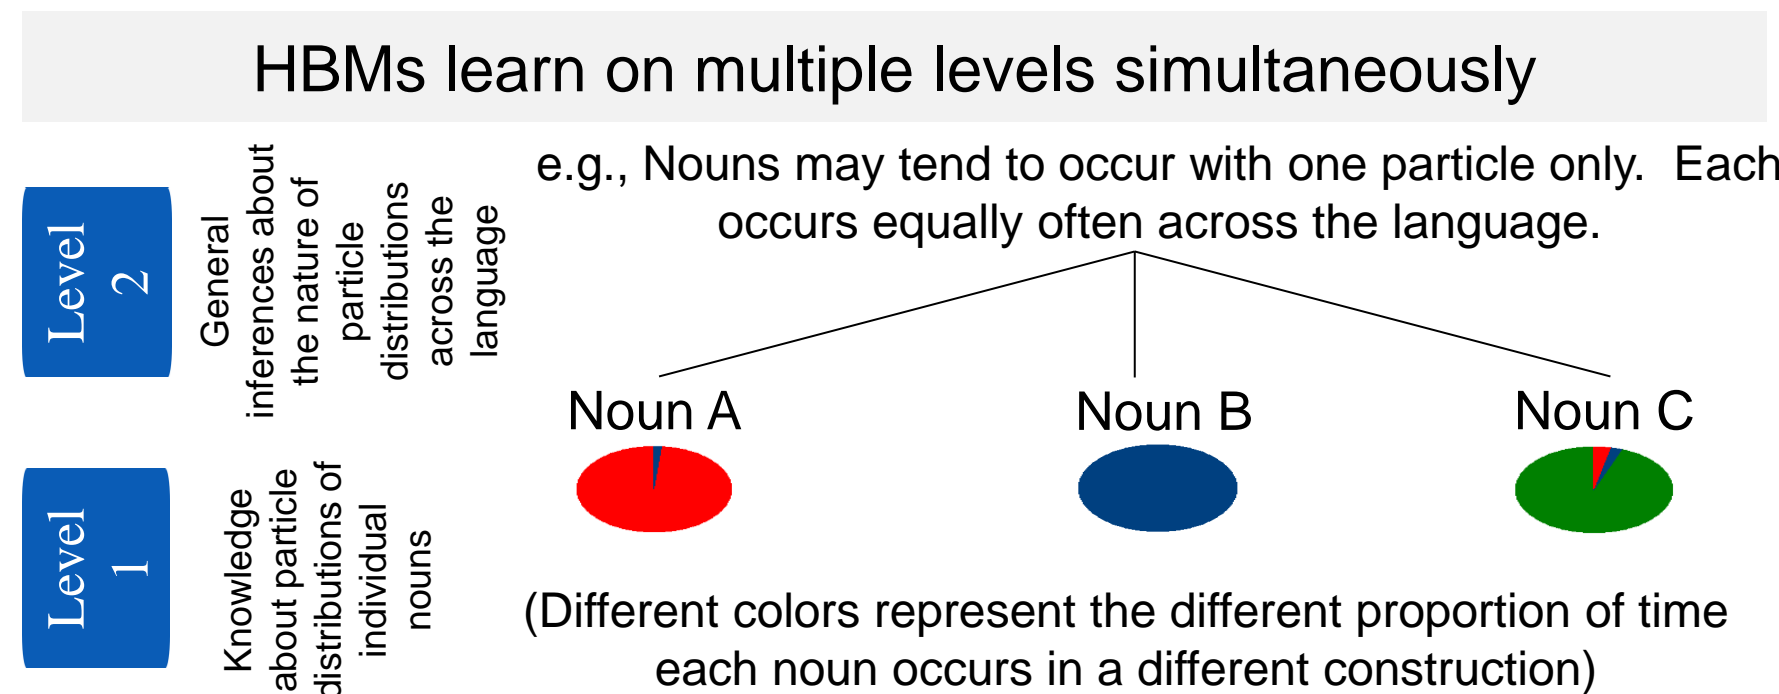 HBMs learn on multiple levels simultaneously
Level
2
General
inferences about
the nature of
particle
distributions
across the
language
e.g., Nouns may tend to occur with one particle only.  Each
occurs equally often across the language.
Noun A
Noun B
Noun C
Level
1
Knowledge
about particle
distributions of
individual
nouns
(Different colors represent the different proportion of time
each noun occurs in a different construction)